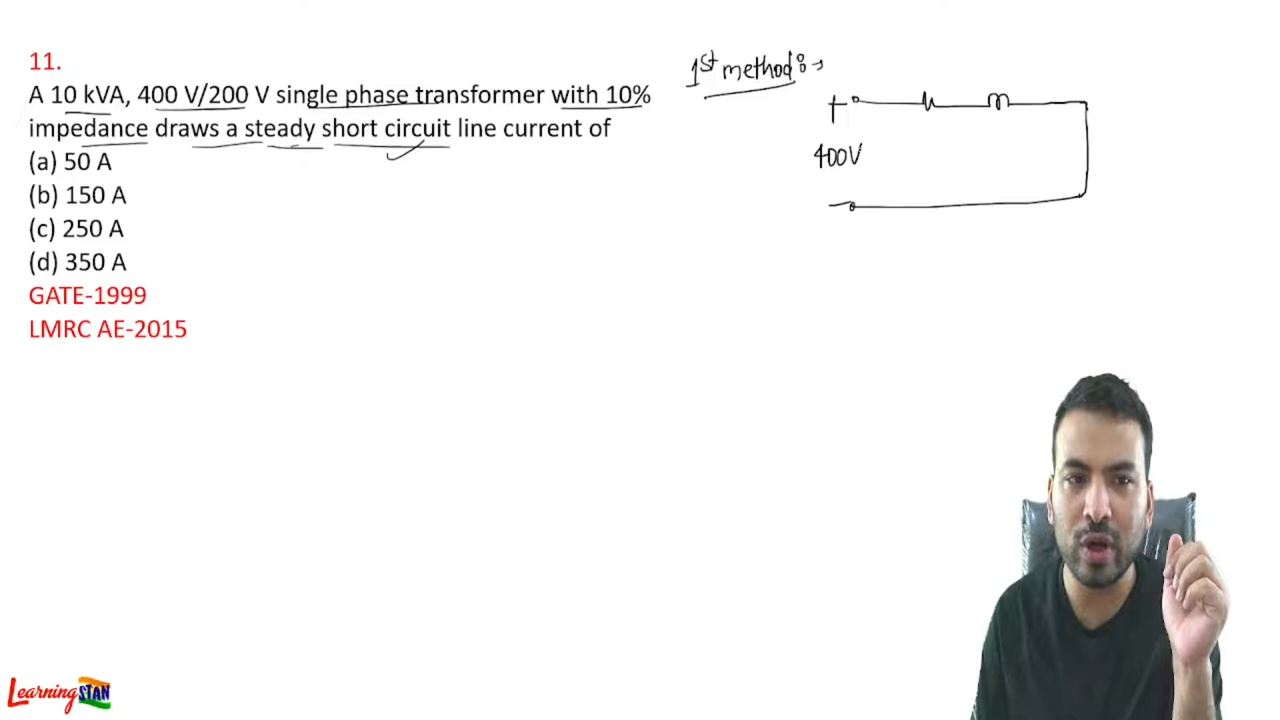 11.
A 10 kVA, 400 V/200 V single phase transformer with 10%
impedance draws a steady short circuit line current of
(a) 50 A
(b) 150 A
(c) 250 A
(d) 350 A
GATE-1999
LMRC AE-2015
1st method:→
+
400V
-
Learning STAN